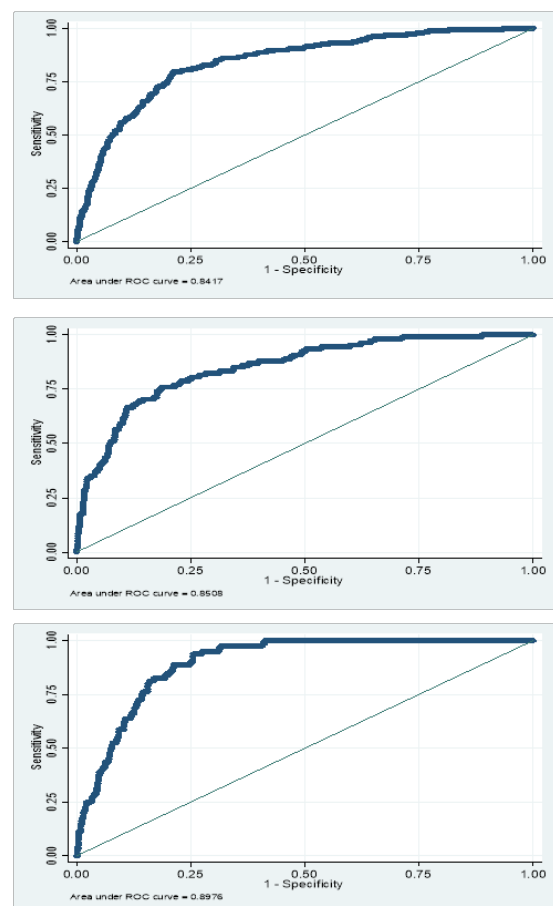 Sensitivity
0.00 0.25 0.50 0.75 1.00
0.00 0.25 0.50 0.75 1.00
1 - Specificity
Area under ROC curve = 0.8417
Sensitivity
0.00 0.25 0.50 0.75 1.00
0.00 0.25 0.50 0.75 1.00
1 - Specificity
Area under ROC curve = 0.8508
Sensitivity
0.00 0.25 0.50 0.75 1.00
0.00 0.25 0.50 0.75 1.00
1 - Specificity
Area under ROC curve = 0.8976